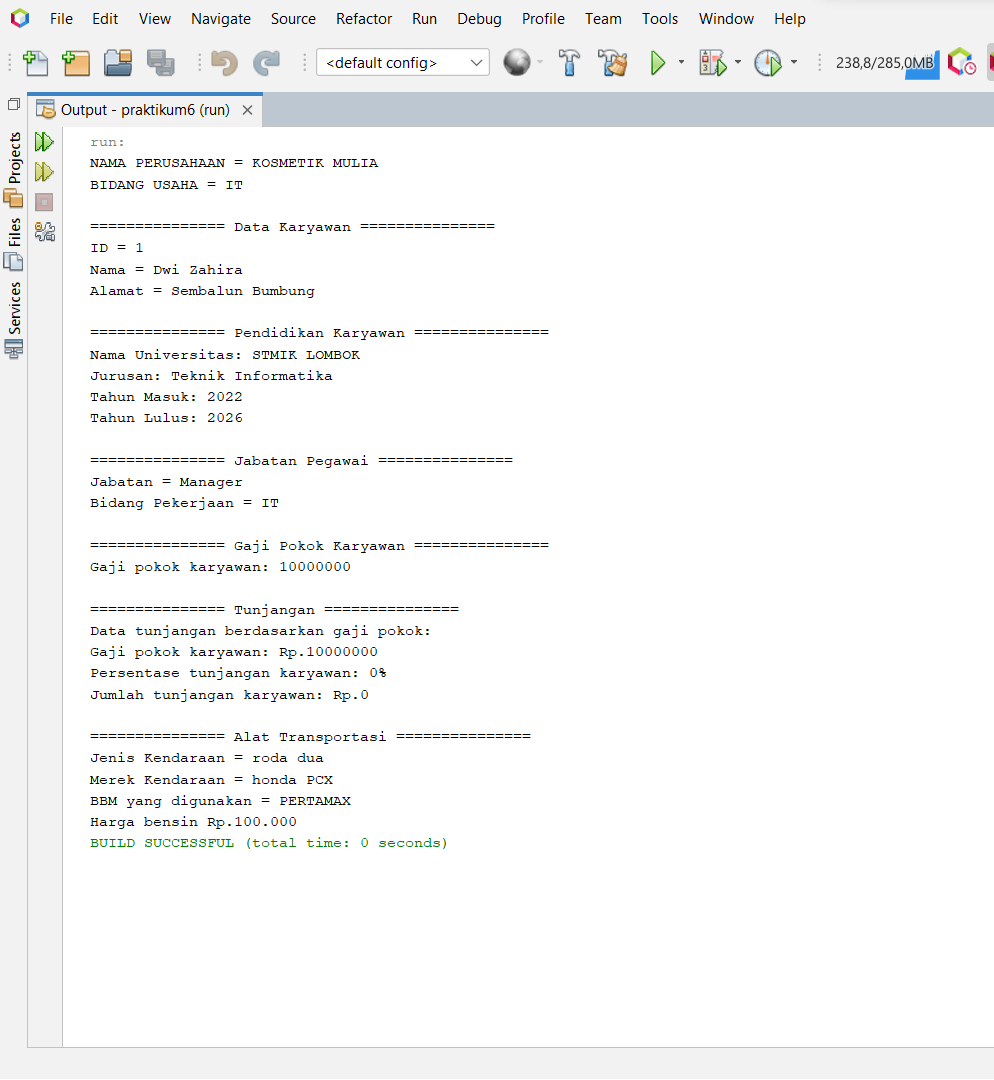 File Edit View Navigate Source Refactor Run Debug Profile Team Tools Window Help
<default config> 238,8/285,0MB
Output - praktikum6 (run)
Projects
Files
Services
run:
NAMA PERUSAHAAN = KOSMETIK MULIA
BIDANG USAHA = IT
=============== Data Karyawan ===============
ID = 1
Nama = Dwi Zahira
Alamat = Sembalun Bumbung
=============== Pendidikan Karyawan ===============
Nama Universitas: STMIK LOMBOK
Jurusan: Teknik Informatika
Tahun Masuk: 2022
Tahun Lulus: 2026
=============== Jabatan Pegawai ===============
Jabatan = Manager
Bidang Pekerjaan = IT
=============== Gaji Pokok Karyawan ===============
Gaji pokok karyawan: 10000000
=============== Tunjangan ===============
Data tunjangan berdasarkan gaji pokok:
Gaji pokok karyawan: Rp.10000000
Persentase tunjangan karyawan: 0%
Jumlah tunjangan karyawan: Rp.0
=============== Alat Transportasi ===============
Jenis Kendaraan = roda dua
Merek Kendaraan = honda PCX
BBM yang digunakan = PERTAMAX
Harga bensin Rp.100.000
BUILD SUCCESSFUL (total time: 0 seconds)